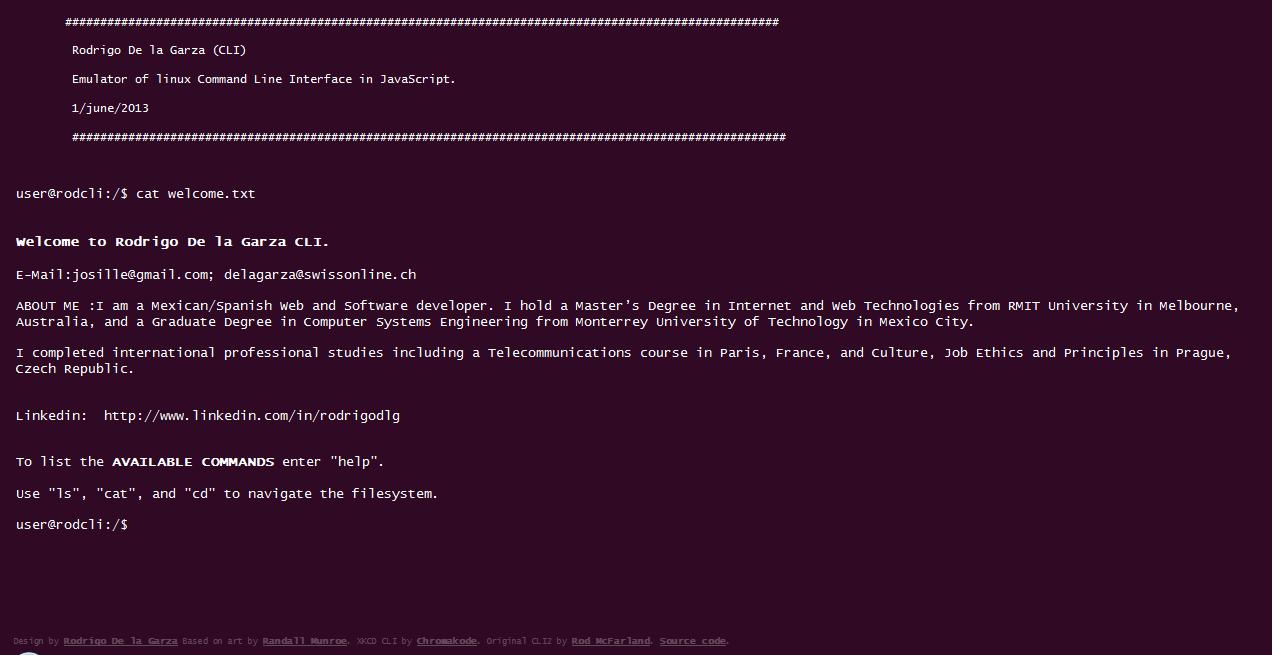 ######################################################################################################
Rodrigo De la Garza (CLI)
Emulator of linux Command Line Interface in JavaScript.
1/june/2013
######################################################################################################
user@rodcli:/$ cat welcome.txt
Welcome to Rodrigo De la Garza CLI.
E-Mail:josille@gmail.com; delagarza@swissonline.ch
ABOUT ME :I am a Mexican/Spanish Web and Software developer. I hold a Master's Degree in Internet and Web Technologies from RMIT University in Melbourne,
Australia, and a Graduate Degree in Computer Systems Engineering from Monterrey University of Technology in Mexico City.
I completed international professional studies including a Telecommunications course in Paris, France, and Culture, Job Ethics and Principles in Prague,
Czech Republic.
Linkedin:  http://www.linkedin.com/in/rodrigodlg
To list the AVAILABLE COMMANDS enter "help".
Use "ls", "cat", and "cd" to navigate the filesystem.
user@rodcli:/$
Design by Rodrigo De la Garza Based on art by Randall Munroe. XKCD CLI by Chromakode. Original CLI2 by Rod McFarland. Source code.